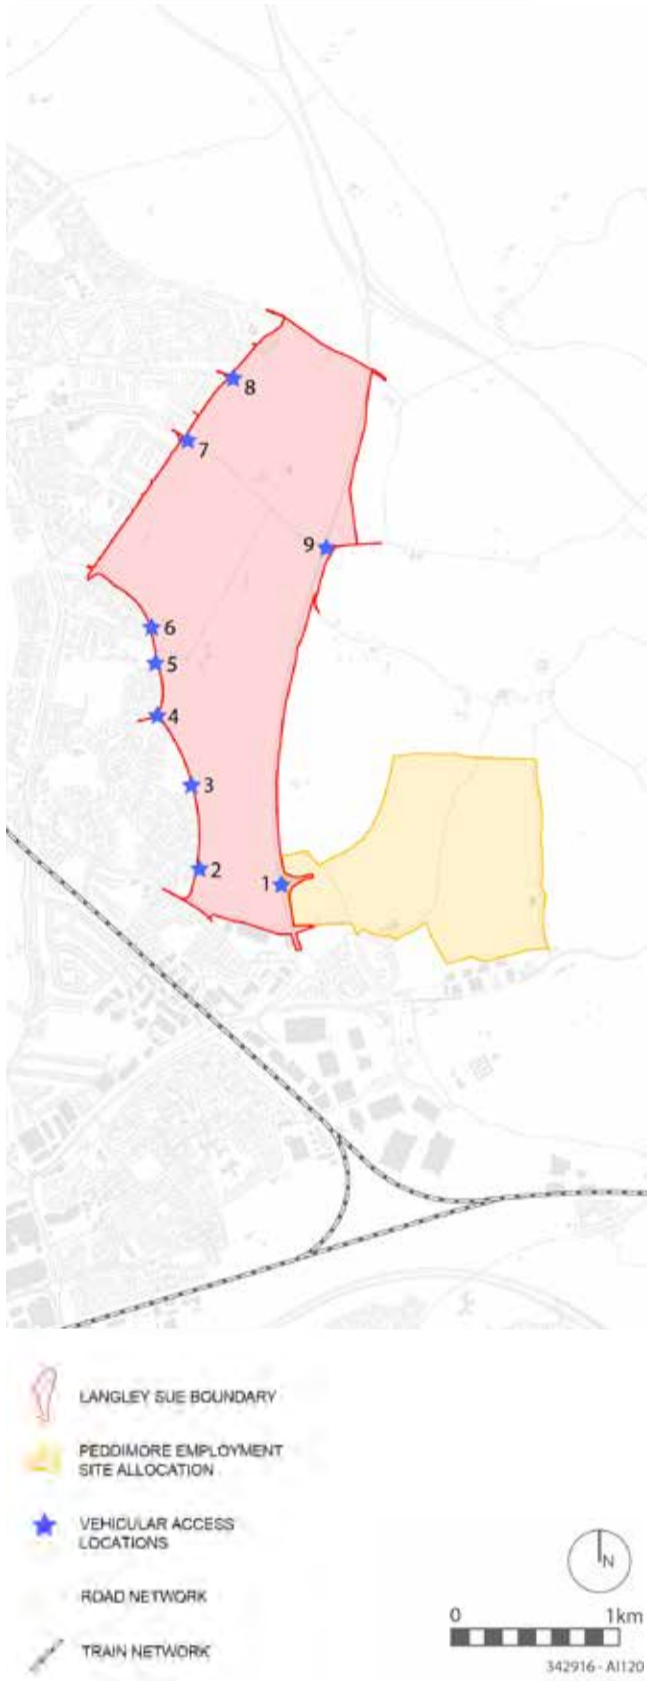 8
7
9
6
5
4
3
2
1
LANGLEY SUE BOUNDARY
PEDDIMORE EMPLOYMENT
SITE ALLOCATION
VEHICULAR ACCESS
LOCATIONS
ROAD NETWORK
TRAIN NETWORK
N
0 1km
342916 - AI120